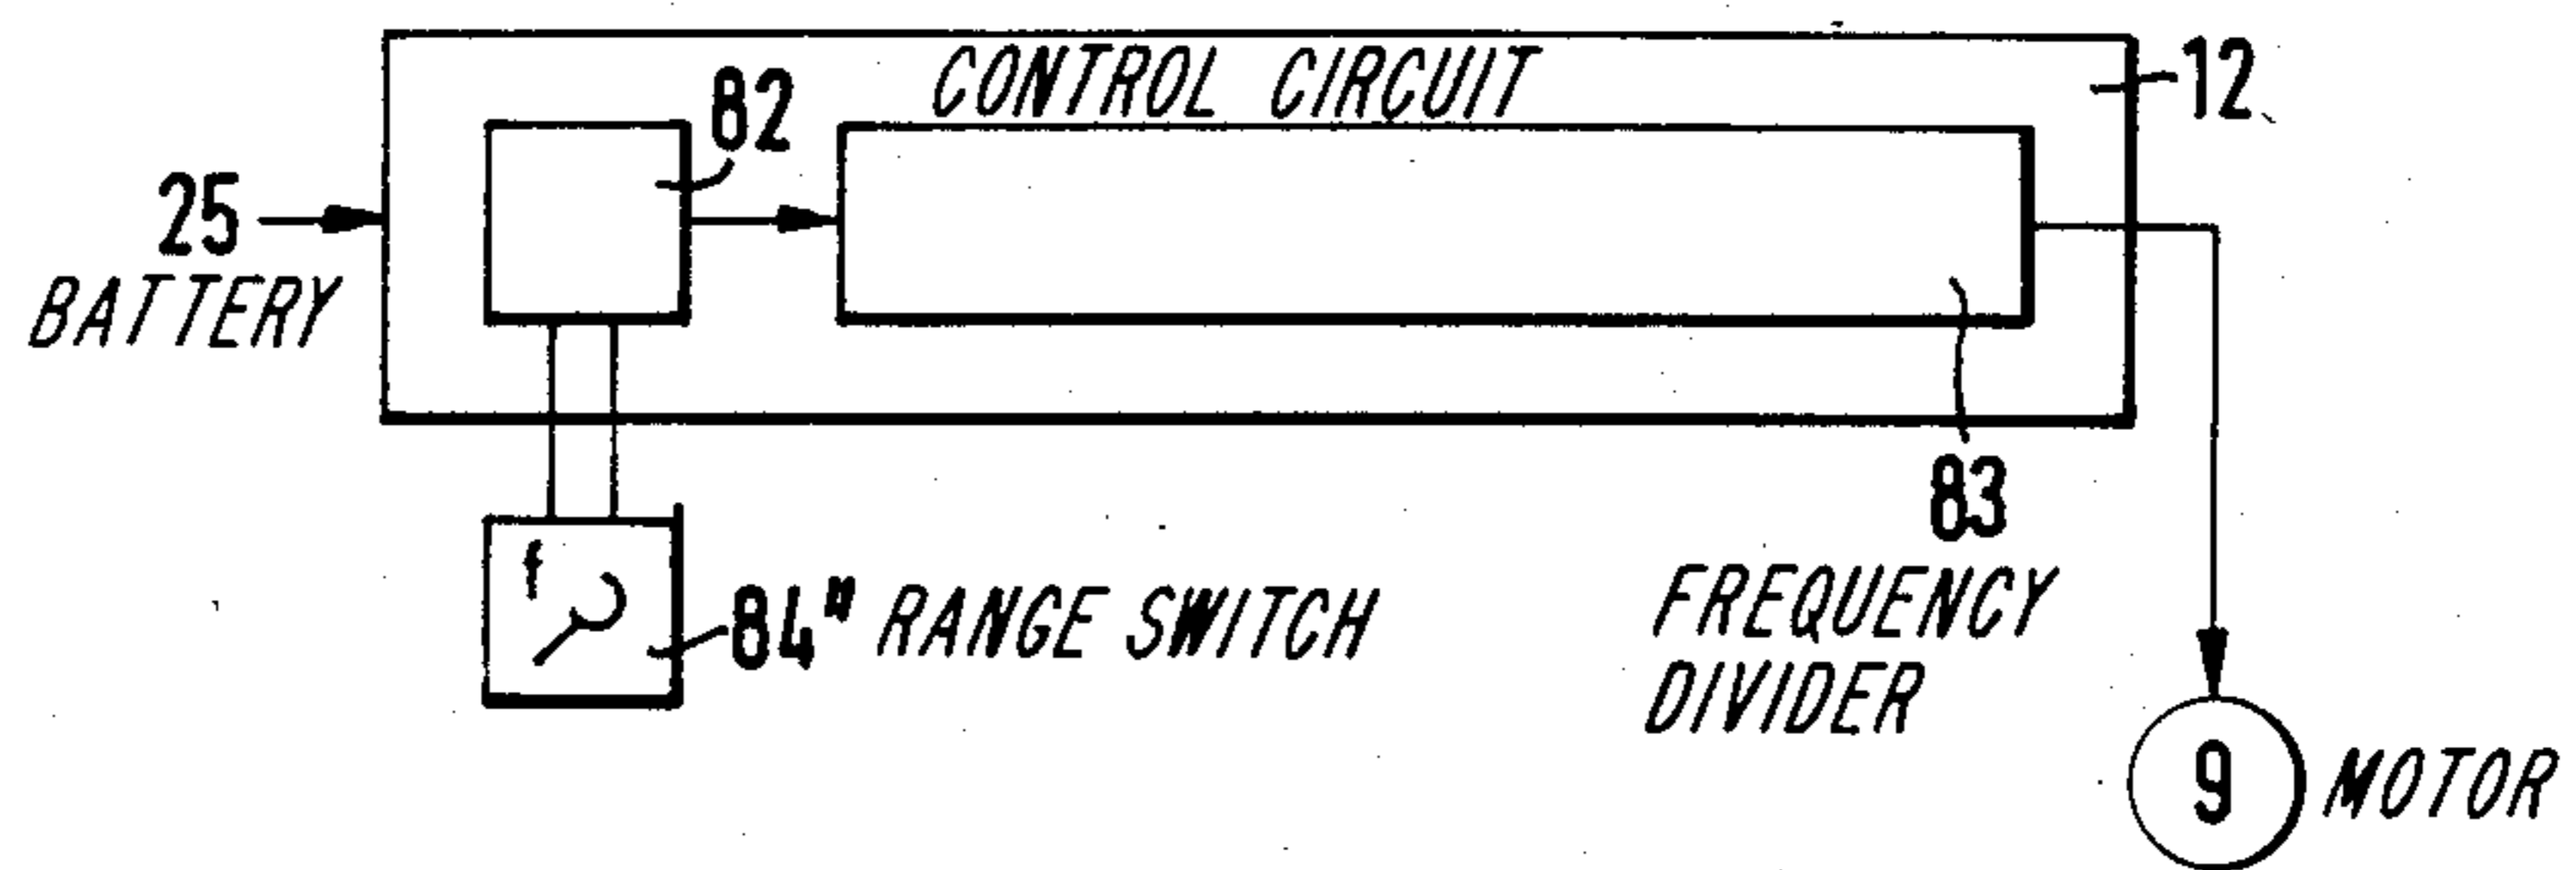 CONTROL CIRCUIT
12
82
25
BATTERY
83
FREQUENCY
DIVIDER
f
84" RANGE SWITCH
9 MOTOR